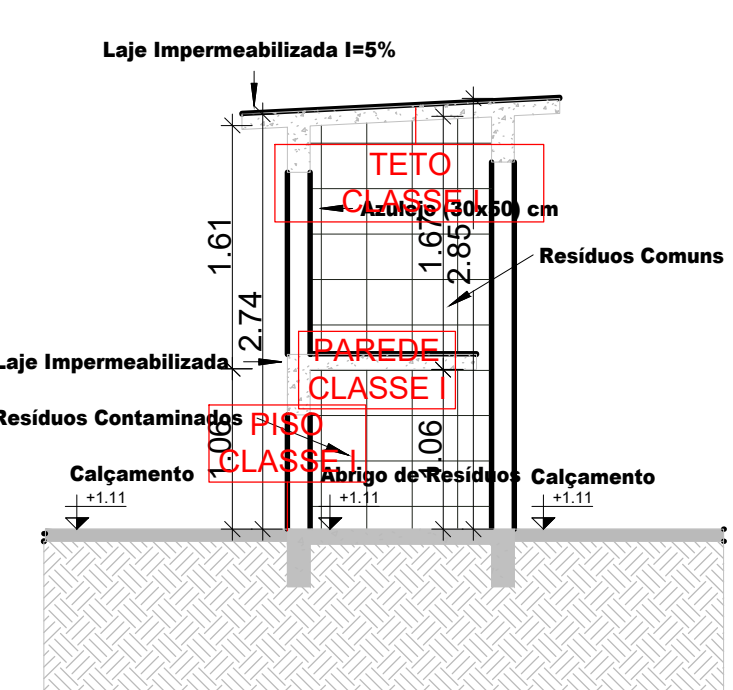 Laje Impermeabilizada I=5%
TETO
CLASSE I
Azulejo (30x50) cm
1.61
1.67
2.85
Resíduos Comuns
2.74
PAREDE
CLASSE I
Laje Impermeabilizada
Resíduos Contaminados
PISO
CLASSE I
1.06
1.06
Calçamento
Abrigo de Resíduos
Calçamento
+1.11
+1.11
+1.11